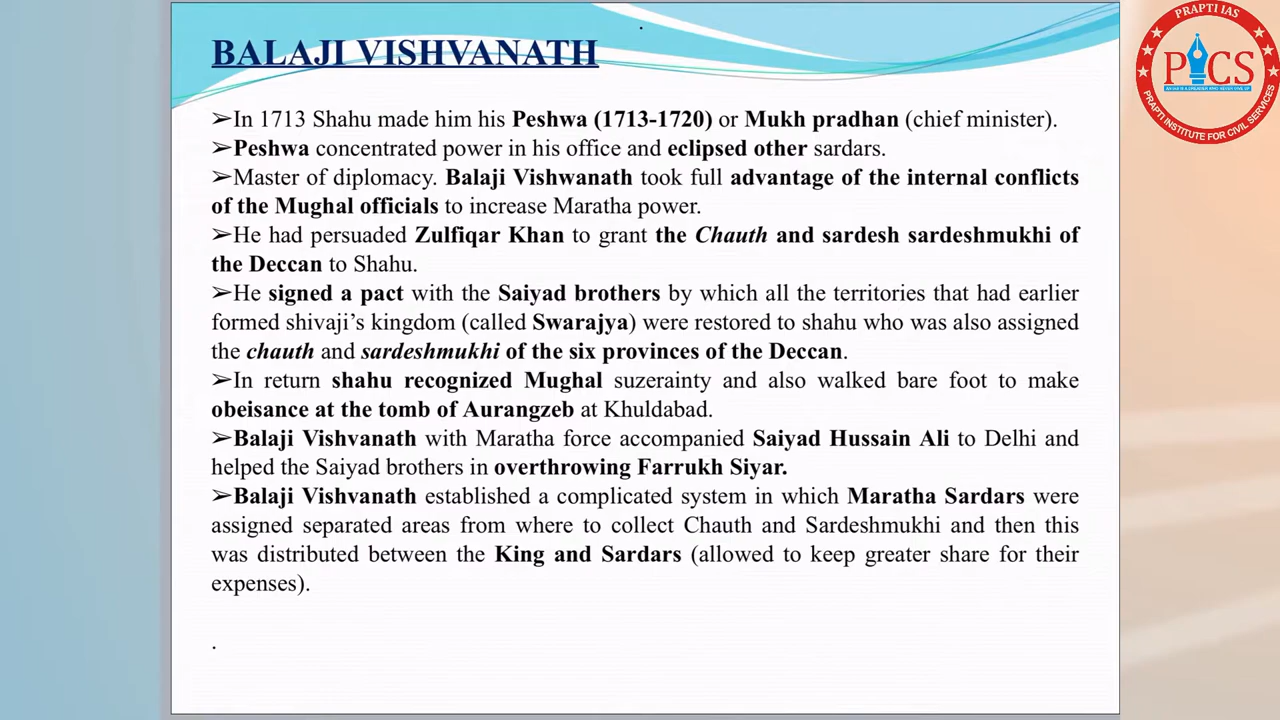 BALAJI VISHVANATH
➢In 1713 Shahu made him his Peshwa (1713-1720) or Mukh pradhan (chief minister).
➢Peshwa concentrated power in his office and eclipsed other sardars.
➢Master of diplomacy. Balaji Vishwanath took full advantage of the internal conflicts
of the Mughal officials to increase Maratha power.
➢He had persuaded Zulfiqar Khan to grant the Chauth and sardesh sardeshmukhi of
the Deccan to Shahu.
➢He signed a pact with the Saiyad brothers by which all the territories that had earlier
formed shivaji’s kingdom (called Swarajya) were restored to shahu who was also assigned
the chauth and sardeshmukhi of the six provinces of the Deccan.
➢In return shahu recognized Mughal suzerainty and also walked bare foot to make
obeisance at the tomb of Aurangzeb at Khuldabad.
➢Balaji Vishvanath with Maratha force accompanied Saiyad Hussain Ali to Delhi and
helped the Saiyad brothers in overthrowing Farrukh Siyar.
➢Balaji Vishvanath established a complicated system in which Maratha Sardars were
assigned separated areas from where to collect Chauth and Sardeshmukhi and then this
was distributed between the King and Sardars (allowed to keep greater share for their
expenses).
.
PRAPTI IAS
PICS
PRAPTI INSTITUTE FOR CIVIL SERVICES